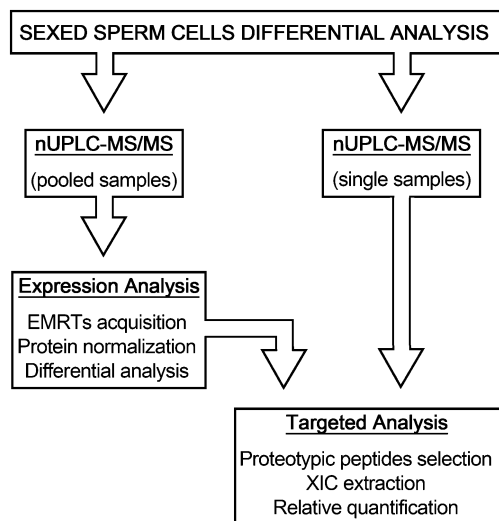 SEXED SPERM CELLS DIFFERENTIAL ANALYSIS
nUPLC-MS/MS
(pooled samples)
nUPLC-MS/MS
(single samples)
Expression Analysis
EMRTs acquisition
Protein normalization
Differential analysis
Targeted Analysis
Proteotypic peptides selection
XIC extraction
Relative quantification